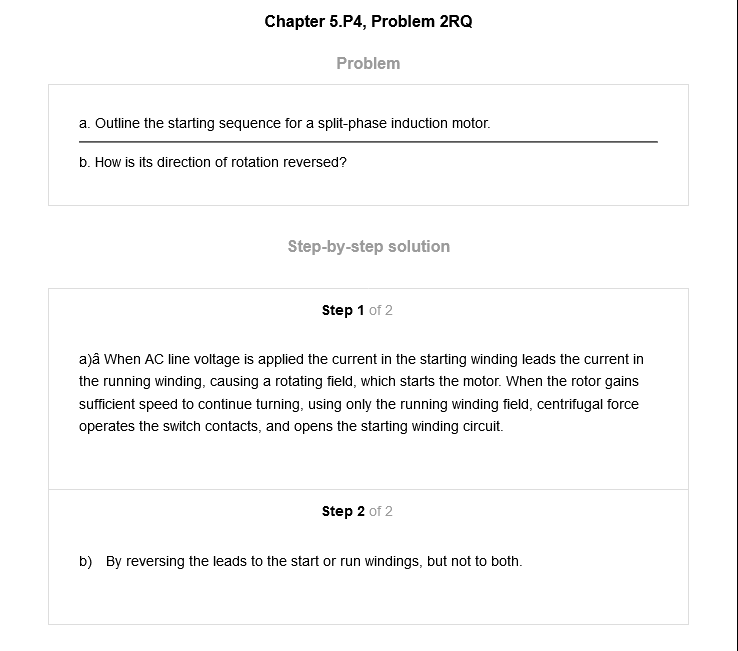 Chapter 5.P4, Problem 2RQ
Problem
a. Outline the starting sequence for a split-phase induction motor.
b. How is its direction of rotation reversed?
Step-by-step solution
Step 1 of 2
a)â When AC line voltage is applied the current in the starting winding leads the current in
the running winding, causing a rotating field, which starts the motor. When the rotor gains
sufficient speed to continue turning, using only the running winding field, centrifugal force
operates the switch contacts, and opens the starting winding circuit.
Step 2 of 2
b) By reversing the leads to the start or run windings, but not to both.